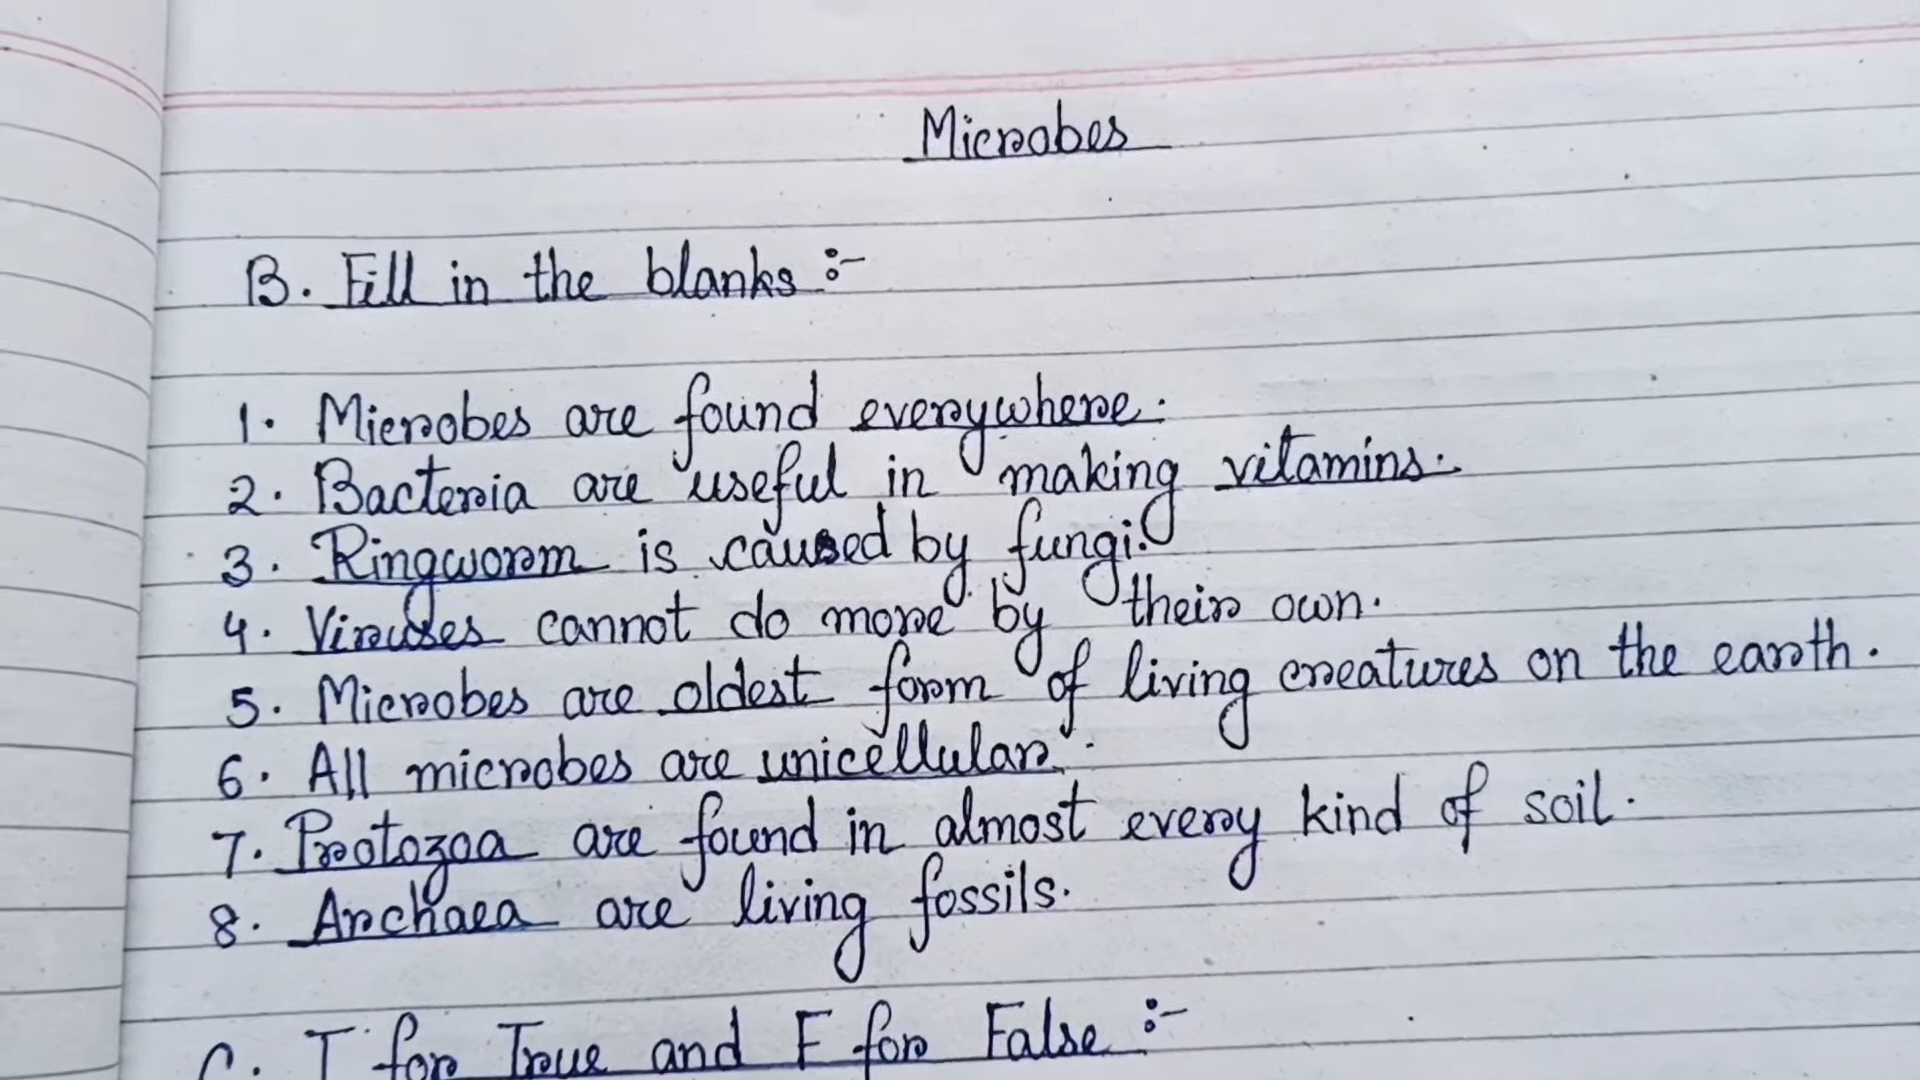 Microbes
B. Fill in the blanks :-
1. Microbes are found everywhere.
2. Bacteria are useful in making vitamins.
3. Ringworm is caused by fungi.
4. Viruses cannot do more by their own.
5. Microbes are oldest form of living creatures on the earth.
6. All microbes are unicellular.
7. Protozoa are found in almost every kind of soil.
8. Archaea are living fossils.
C. T for True and F for False :-